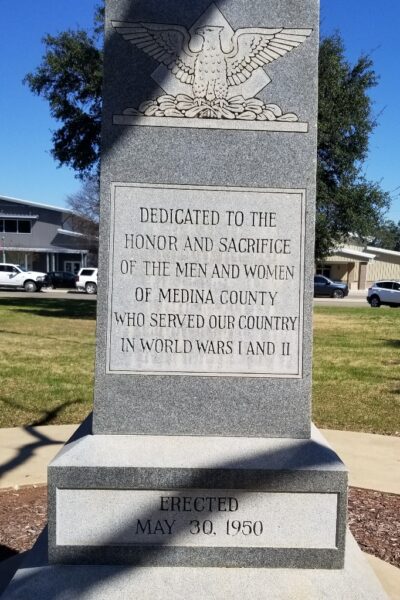 DEDICATED TO THE
HONOR AND SACRIFICE
OF THE MEN AND WOMEN
OF MEDINA COUNTY
WHO SERVED OUR COUNTRY
IN WORLD WARS I AND II
ERECTED
MAY 30, 1950